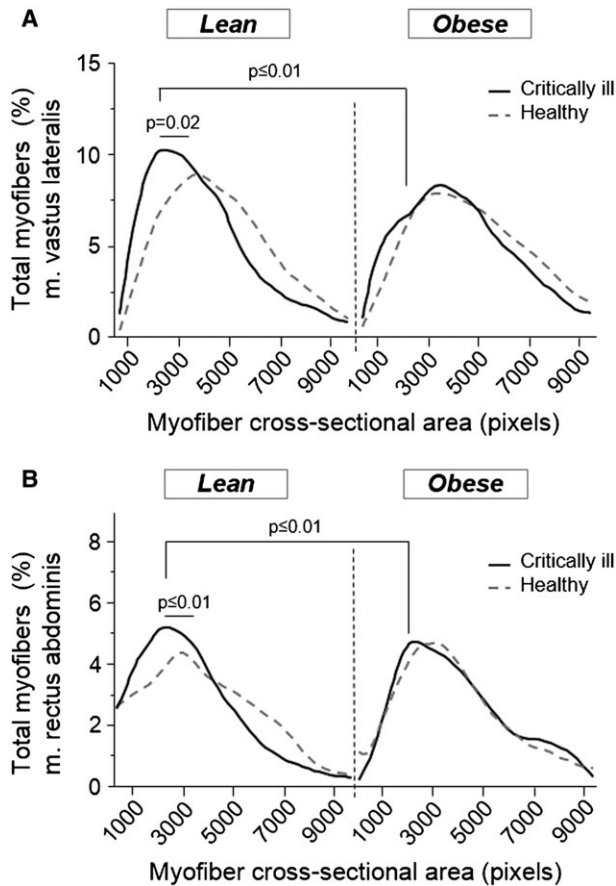 A
Lean
Obese
15
10
5
0
Total myofibers (%)
m. vastus lateralis
p≤0.01
p=0.02
Critically ill
Healthy
1000 3000 5000 7000 9000 1000 3000 5000 7000 9000
Myofiber cross-sectional area (pixels)
B
Lean
Obese
8
6
4
2
0
Total myofibers (%)
m. rectus abdominis
p≤0.01
p≤0.01
Critically ill
Healthy
1000 3000 5000 7000 9000 1000 3000 5000 7000 9000
Myofiber cross-sectional area (pixels)